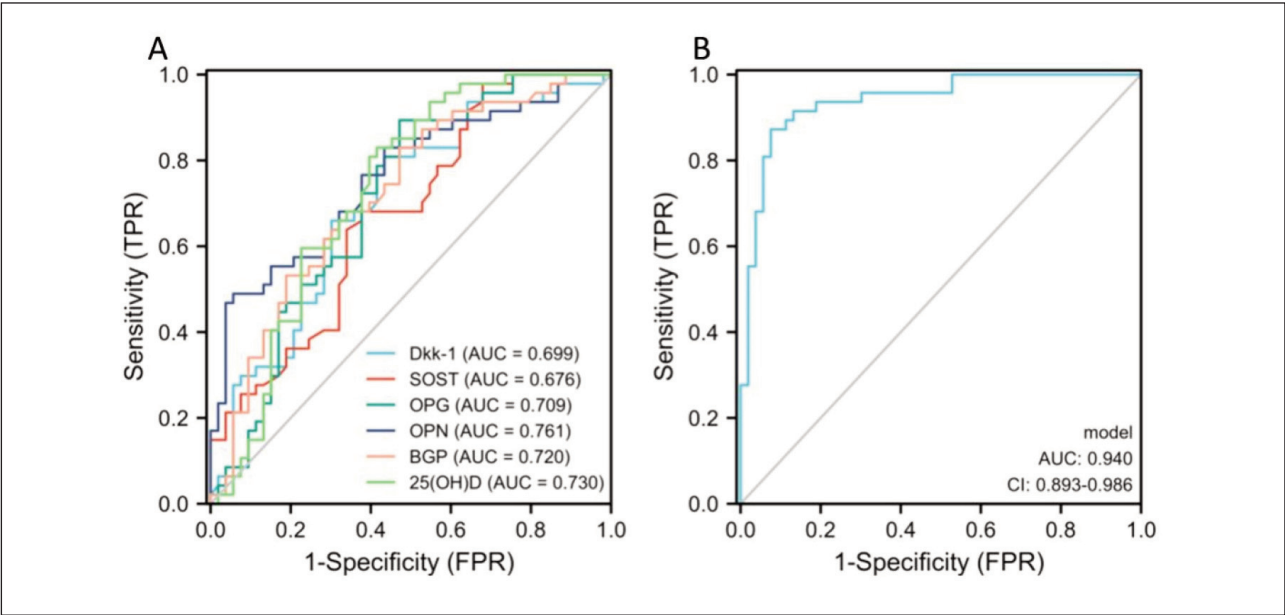 A
1.0
0.8
0.6
0.4
0.2
0.0
Sensitivity (TPR)
Dkk-1 (AUC = 0.699)
SOST (AUC = 0.676)
OPG (AUC = 0.709)
OPN (AUC = 0.761)
BGP (AUC = 0.720)
25(OH)D (AUC = 0.730)
0.0 0.2 0.4 0.6 0.8 1.0
1-Specificity (FPR)
B
1.0
0.8
0.6
0.4
0.2
0.0
Sensitivity (TPR)
model
AUC: 0.940
CI: 0.893-0.986
0.0 0.2 0.4 0.6 0.8 1.0
1-Specificity (FPR)